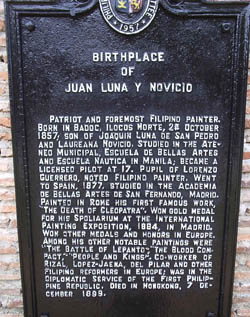 PHILIPP
1957
BIRTHPLACE
OF
JUAN LUNA Y NOVICIO
PATRIOT AND FOREMOST FILIPINO PAINTER.
BORN IN BADOC, ILOCOS NORTE, 24 OCTOBER
1857; SON OF JOAQUIN LUNA DE SAN PEDRO
AND LAUREANA NOVICIO. STUDIED IN THE ATE-
NEO MUNICIPAL, ESCUELA DE BELLAS ARTES
AND ESCUELA NAUTICA IN MANILA; BECAME A
LICENSED PILOT AT 17. PUPIL OF LORENZO
GUERRERO, NOTED FILIPINO PAINTER. WENT
TO SPAIN, 1877. STUDIED IN THE ACADEMIA
DE BELLAS ARTES DE SAN FERNANDO, MADRID.
PAINTED IN ROME HIS FIRST FAMOUS WORK,
"THE DEATH OF CLEOPATRA". WON GOLD MEDAL
FOR HIS SPOLIARIUM AT THE INTERNATIONAL
PAINTING EXPOSITION, 1884, IN MADRID.
WON OTHER MEDALS AND HONORS IN EUROPE.
AMONG HIS OTHER NOTABLE PAINTINGS WERE
"THE BATTLE OF LEPANTO", "THE BLOOD COM-
PACT," "PEOPLE AND KINGS". CO-WORKER OF
RIZAL, LOPEZ-JAENA, DEL PILAR AND OTHER
FILIPINO REFORMERS IN EUROPE; WAS IN THE
DIPLOMATIC SERVICE OF THE FIRST PHILIP-
PINE REPUBLIC. DIED IN HONGKONG, 7 DE-
CEMBER 1899.